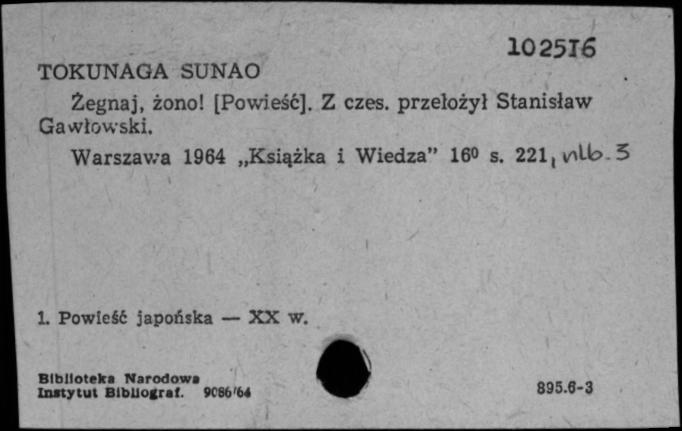 102516
TOKUNAGA SUNAO
Żegnaj, żono! [Powieść]. Z czes. przełożył Stanisław
Gawłowski.
Warszawa 1964 „Książka i Wiedza” 16⁰ s. 221, nlb. 3
1. Powieść japońska — XX w.
Biblioteka Narodowa
Instytut Bibliograf. 9086/64
895.6-3